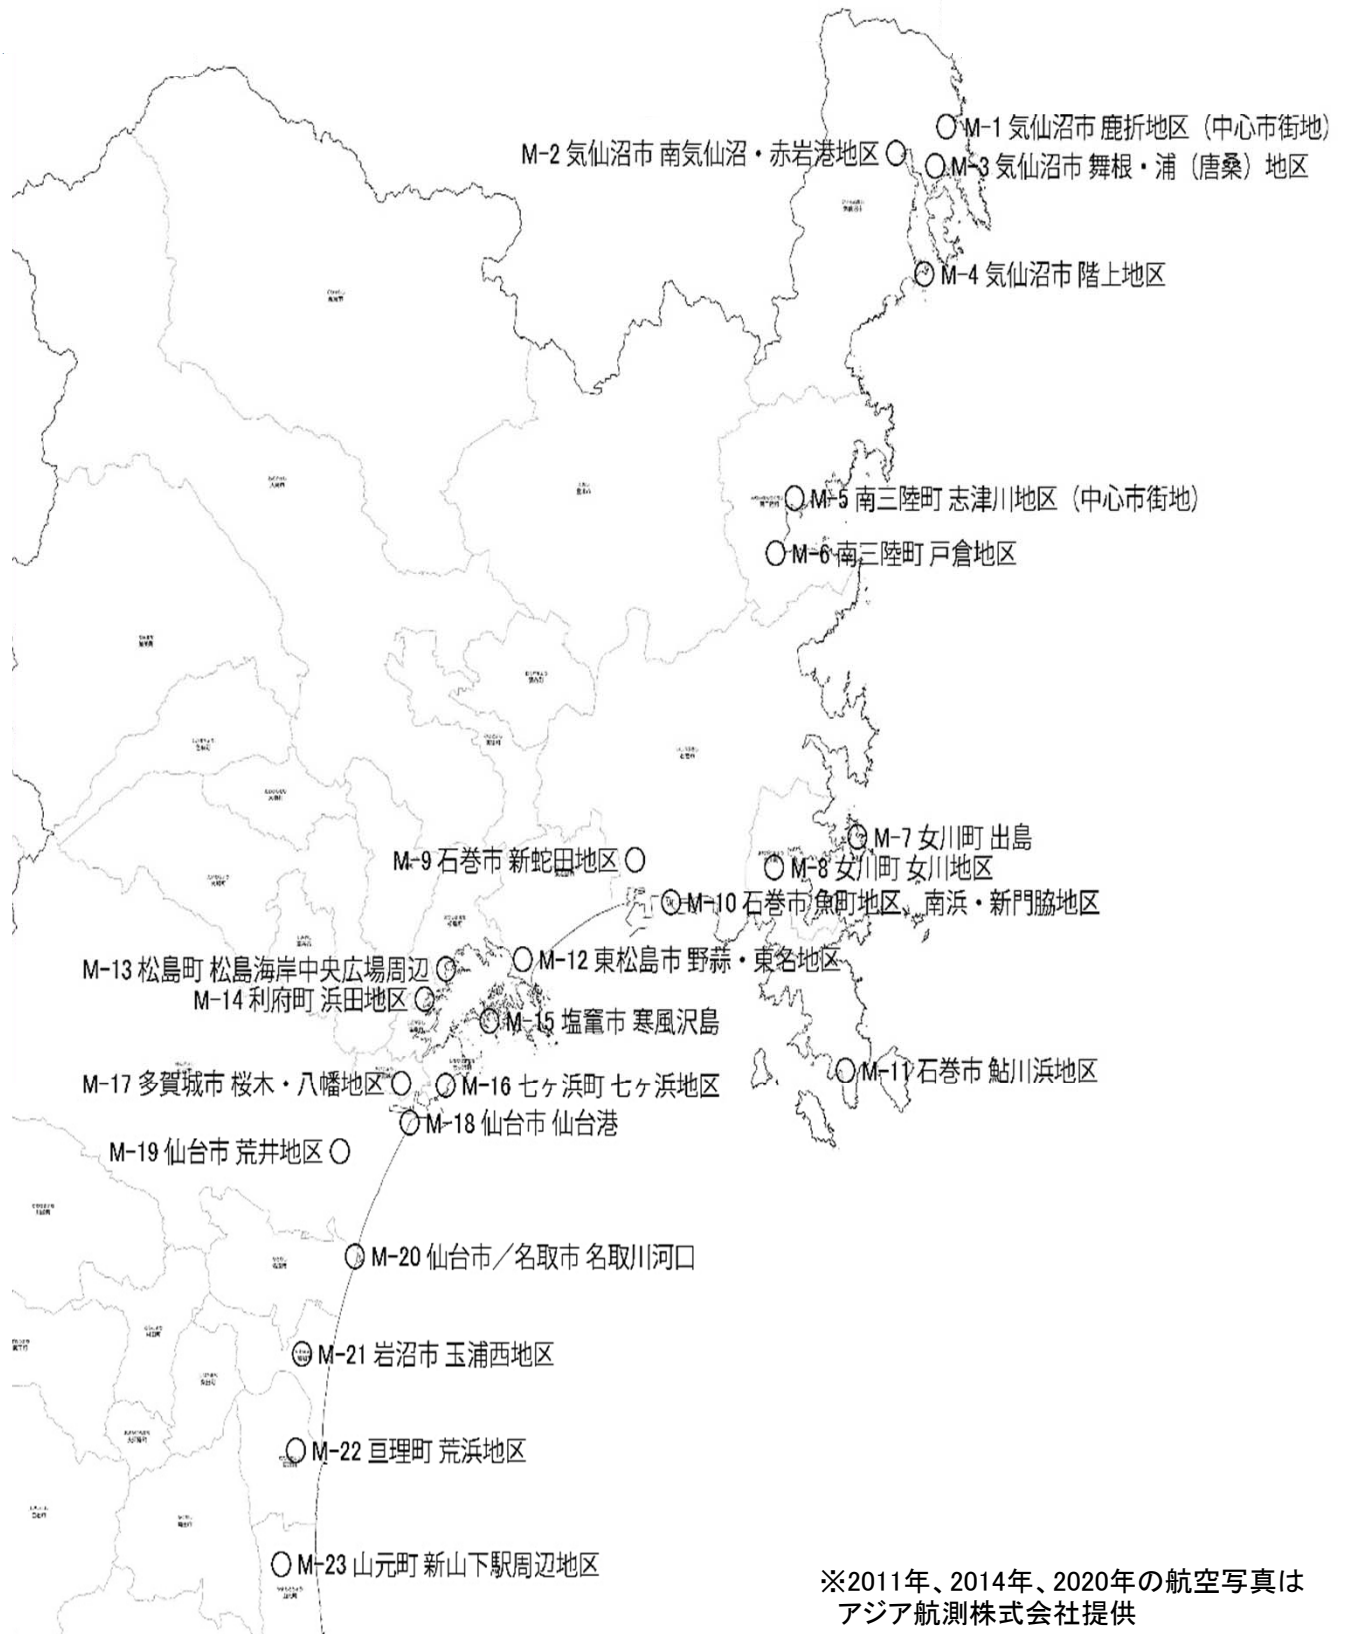 M-1 気仙沼市 鹿折地区（中心市街地）
M-2 気仙沼市 南気仙沼・赤岩港地区
M-3 気仙沼市 舞根・浦（唐桑）地区
M-4 気仙沼市 階上地区
M-5 南三陸町 志津川地区（中心市街地）
M-6 南三陸町 戸倉地区
M-7 女川町 出島
M-8 女川町 女川地区
M-9 石巻市 新蛇田地区
M-10 石巻市 魚町地区、南浜・新門脇地区
M-12 東松島市 野蒜・東名地区
M-13 松島町 松島海岸中央広場周辺
M-14 利府町 浜田地区
M-15 塩竈市 寒風沢島
M-11 石巻市 鮎川浜地区
M-17 多賀城市 桜木・八幡地区
M-16 七ヶ浜町 七ヶ浜地区
M-18 仙台市 仙台港
M-19 仙台市 荒井地区
M-20 仙台市／名取市 名取川河口
M-21 岩沼市 玉浦西地区
M-22 亘理町 荒浜地区
M-23 山元町 新山下駅周辺地区
※2011年、2014年、2020年の航空写真は
アジア航測株式会社提供